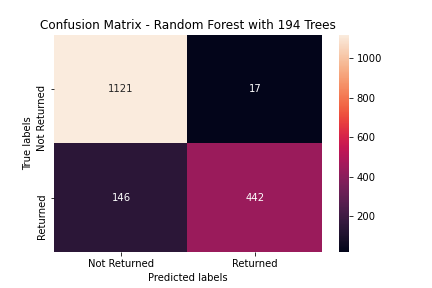 Confusion Matrix - Random Forest with 194 Trees
True labels
Not Returned
Returned
1121
17
146
442
Not Returned
Returned
Predicted labels
1000
800
600
400
200